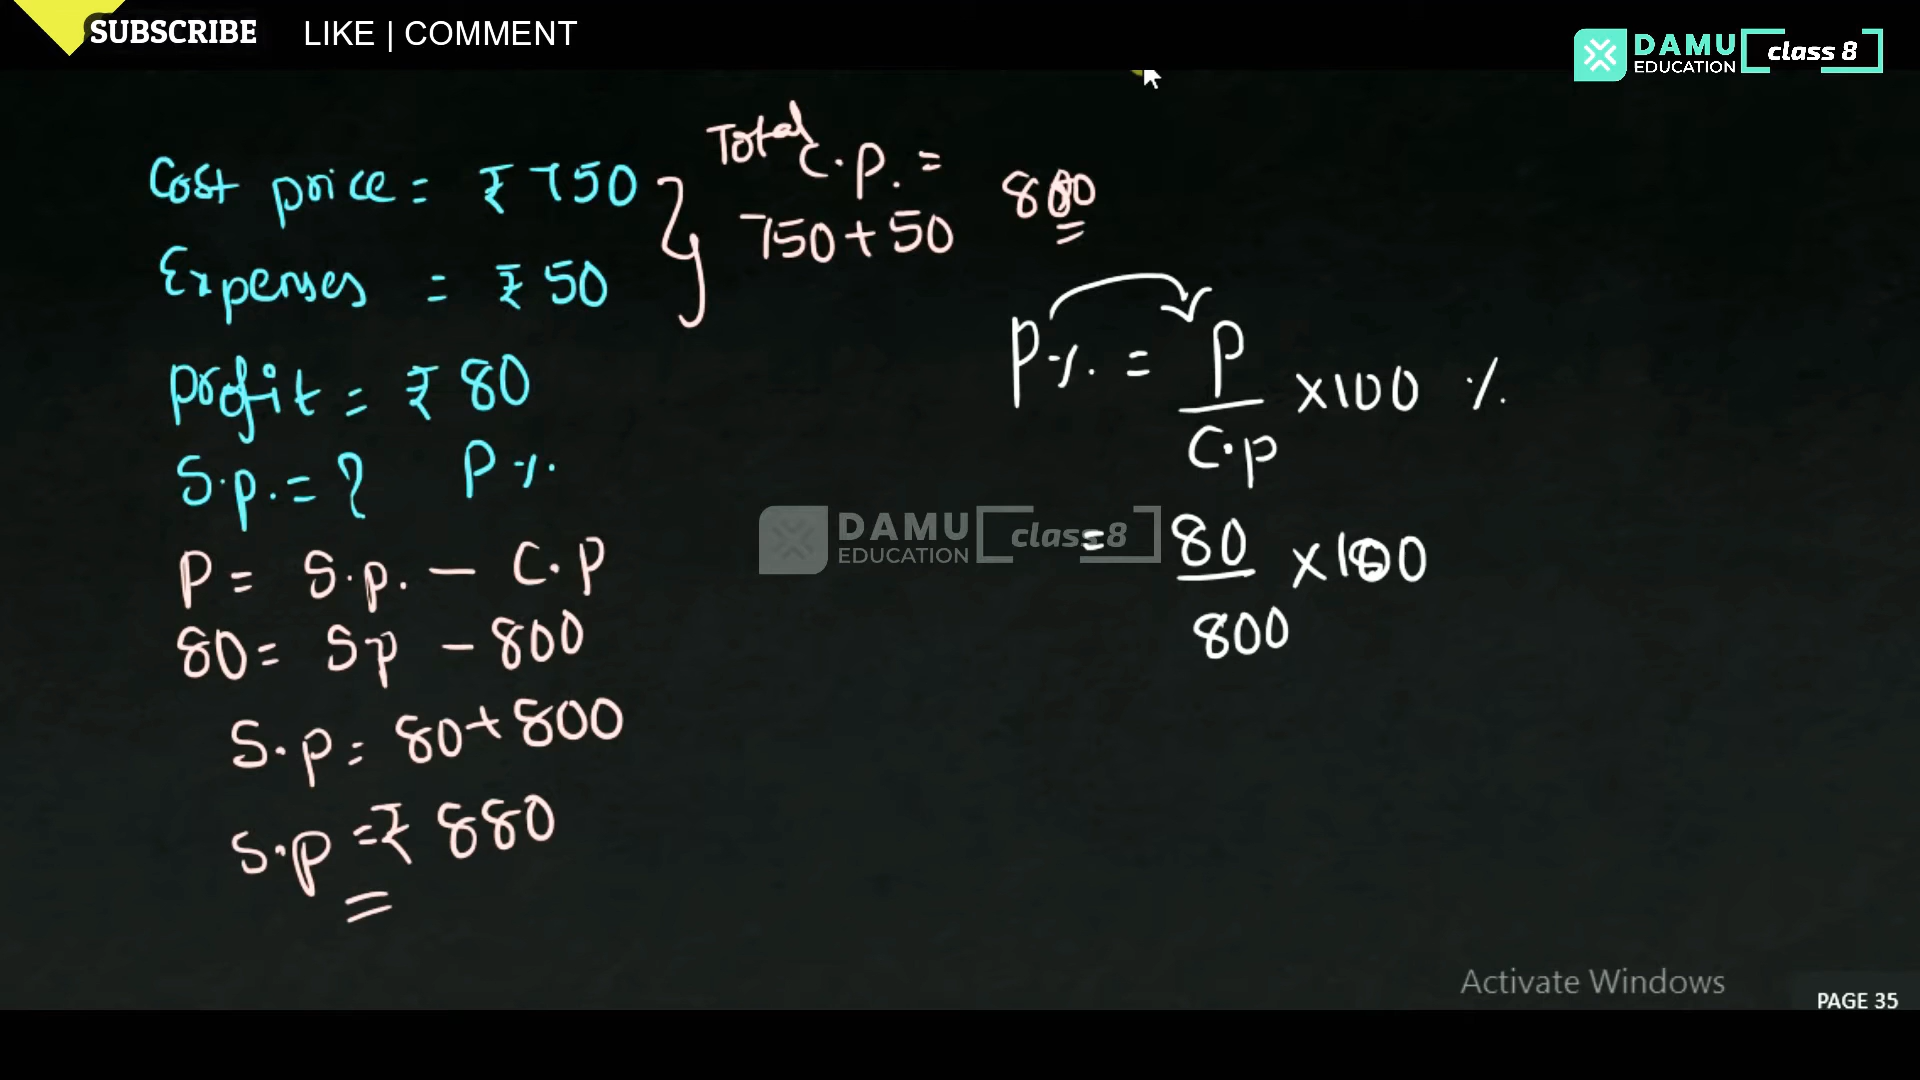 SUBSCRIBE LIKE | COMMENT
DAMU EDUCATION class 8
Cost price = ₹ 750
Expenses = ₹ 50
Total C.P. =
750 + 50 800
Profit = ₹ 80
S.p. = ? P %
P = S.p. - C.P
80 = Sp - 800
S.p = 80 + 800
S.p = ₹ 880
P% = P/C.P × 100 %
= 80/800 × 100
DAMU EDUCATION class 8
Activate Windows
PAGE 35